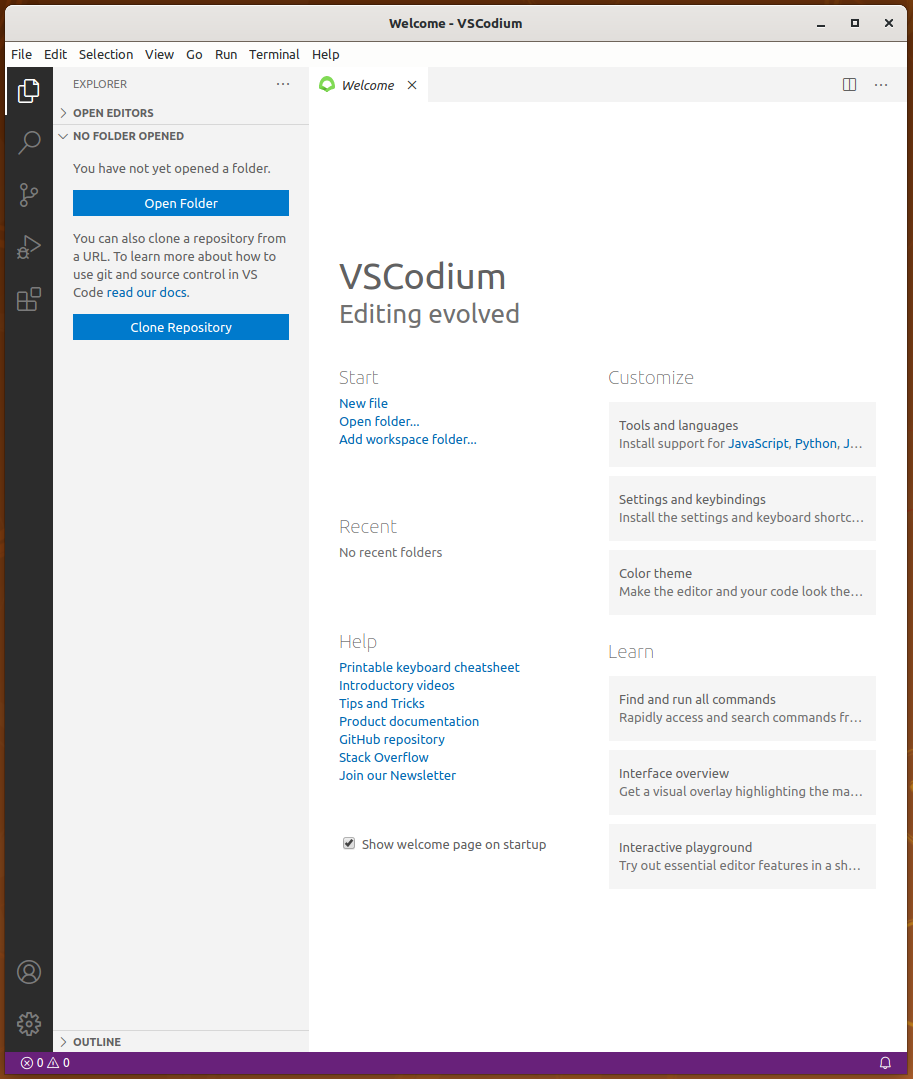 Welcome - VSCodium
File Edit Selection View Go Run Terminal Help
EXPLORER
OPEN EDITORS
NO FOLDER OPENED
You have not yet opened a folder.
Open Folder
You can also clone a repository from
a URL. To learn more about how to
use git and source control in VS
Code read our docs.
Clone Repository
OUTLINE
Welcome
VSCodium
Editing evolved
Start
New file
Open folder...
Add workspace folder...
Recent
No recent folders
Help
Printable keyboard cheatsheet
Introductory videos
Tips and Tricks
Product documentation
GitHub repository
Stack Overflow
Join our Newsletter
Show welcome page on startup
Customize
Tools and languages
Install support for JavaScript, Python, J...
Settings and keybindings
Install the settings and keyboard shortc...
Color theme
Make the editor and your code look the...
Learn
Find and run all commands
Rapidly access and search commands fr...
Interface overview
Get a visual overlay highlighting the ma...
Interactive playground
Try out essential editor features in a sh...
0 0